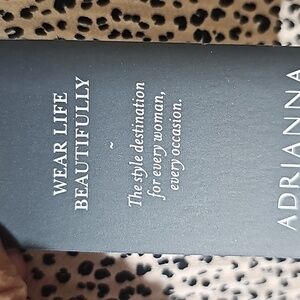 WEAR LIFE
BEAUTIFULLY
~
The style destination
for every woman,
every occasion.
ADRIANNA